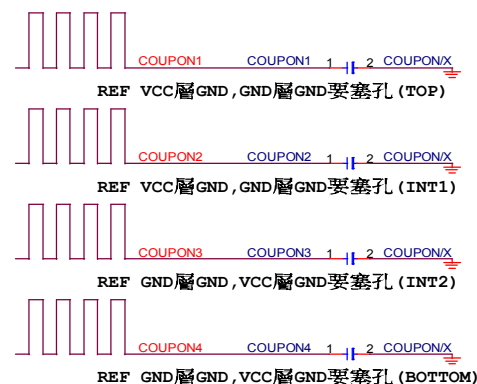 COUPON1 COUPON1 1 2 COUPON/X
REF VCC層GND,GND層GND要塞孔(TOP)
COUPON2 COUPON2 1 2 COUPON/X
REF VCC層GND,GND層GND要塞孔(INT1)
COUPON3 COUPON3 1 2 COUPON/X
REF GND層GND,VCC層GND要塞孔(INT2)
COUPON4 COUPON4 1 2 COUPON/X
REF GND層GND,VCC層GND要塞孔(BOTTOM)